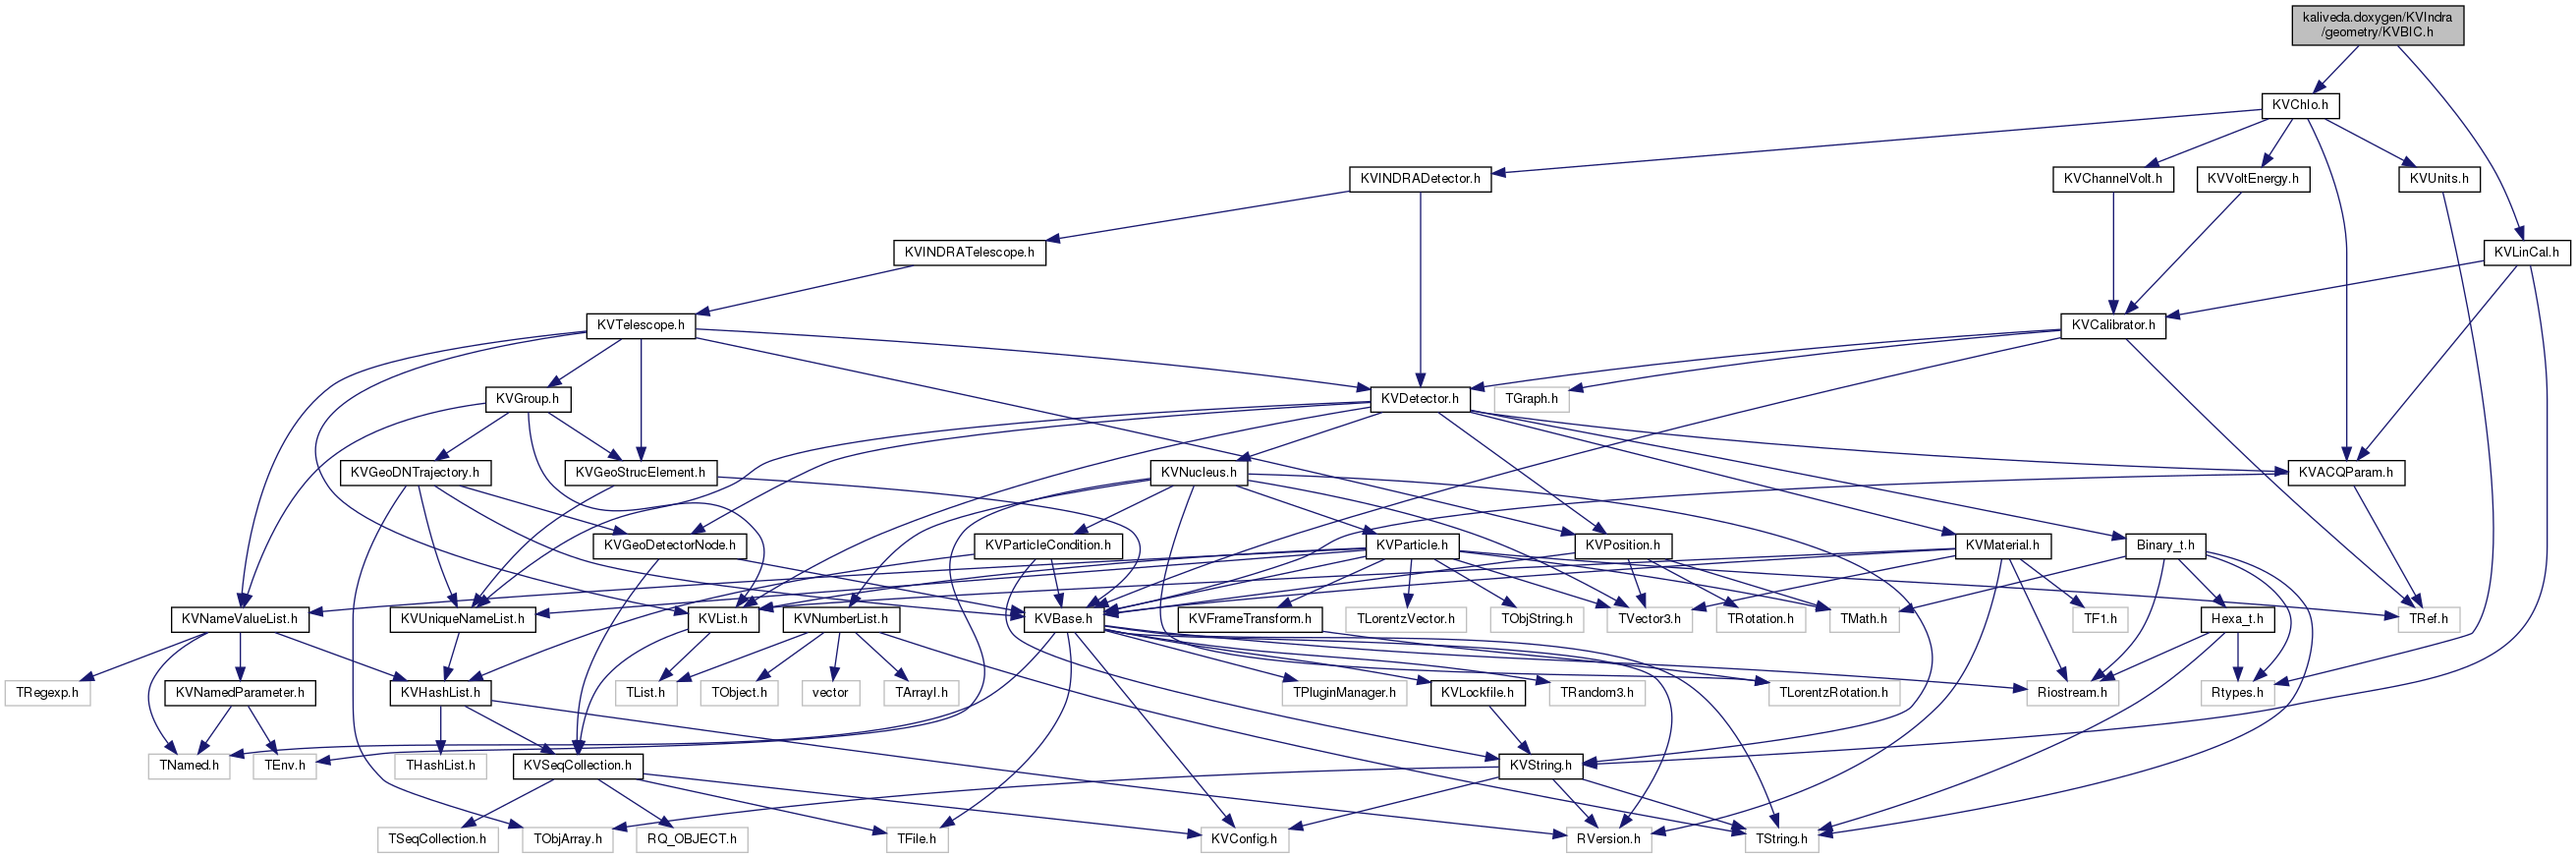 kaliveda.doxygen/KVIndra
/geometry/KVBIC.h
KVChIo.h
KVINDRADetector.h
KVChannelVolt.h
KVVoltEnergy.h
KVUnits.h
KVINDRATelescope.h
KVLinCal.h
KVTelescope.h
KVCalibrator.h
KVGroup.h
KVDetector.h
TGraph.h
KVGeoDNTrajectory.h
KVGeoStrucElement.h
KVNucleus.h
KVACQParam.h
KVGeoDetectorNode.h
KVParticleCondition.h
KVParticle.h
KVPosition.h
KVMaterial.h
Binary_t.h
KVNameValueList.h
KVUniqueNameList.h
KVList.h
KVNumberList.h
KVBase.h
KVFrameTransform.h
TLorentzVector.h
TObjString.h
TVector3.h
TRotation.h
TMath.h
TF1.h
Hexa_t.h
TRef.h
TRegexp.h
KVNamedParameter.h
KVHashList.h
TList.h
TObject.h
vector
TArrayI.h
TPluginManager.h
KVLockfile.h
TRandom3.h
TLorentzRotation.h
Riostream.h
Rtypes.h
TNamed.h
TEnv.h
THashList.h
KVSeqCollection.h
KVString.h
TSeqCollection.h
TObjArray.h
RQ_OBJECT.h
TFile.h
KVConfig.h
RVersion.h
TString.h